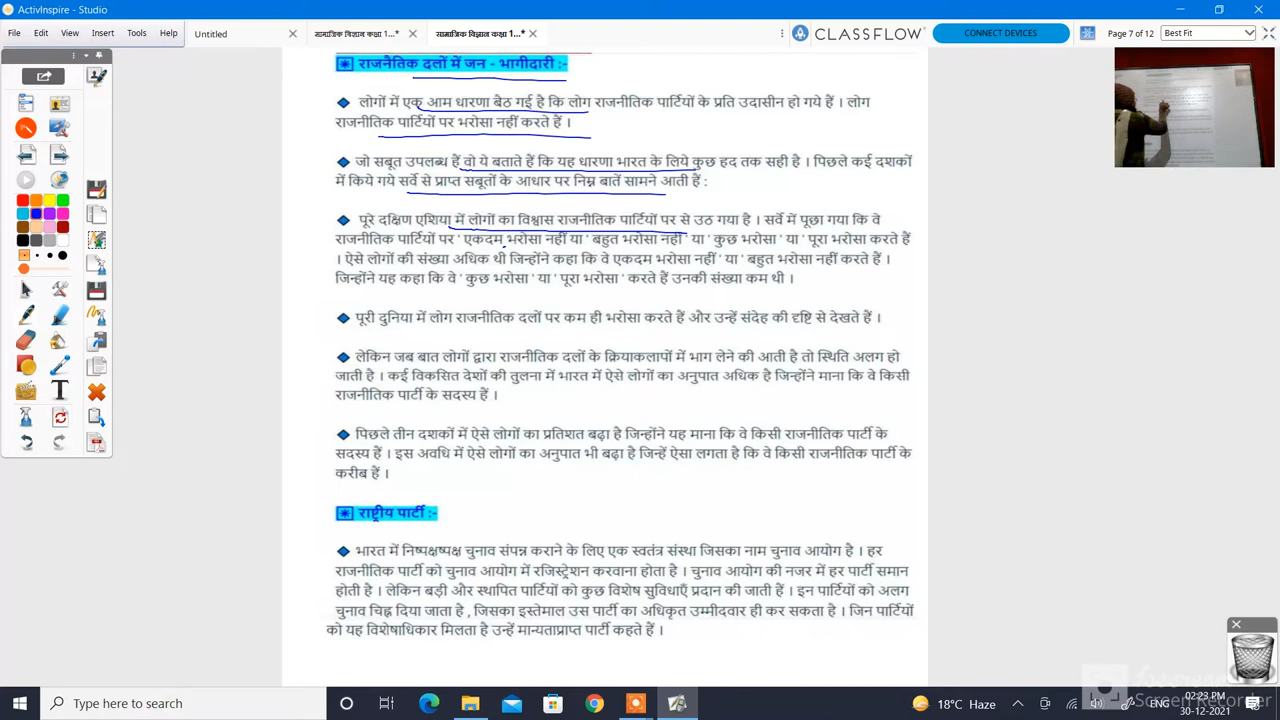 ActivInspire - Studio
File Edit View Insert Tools Help Untitled सामाजिक विज्ञान कक्षा 1...* सामाजिक विज्ञान कक्षा 1...* CLASSFLOW CONNECT DEVICES Page 7 of 12 Best Fit
राजनैतिक दलों में जन - भागीदारी :-
लोगों में एक आम धारणा बैठ गई है कि लोग राजनीतिक पार्टियों के प्रति उदासीन हो गये हैं । लोग
राजनीतिक पार्टियों पर भरोसा नहीं करते हैं ।
जो सबूत उपलब्ध हैं वो ये बताते हैं कि यह धारणा भारत के लिये कुछ हद तक सही है । पिछले कई दशकों
में किये गये सर्वे से प्राप्त सबूतों के आधार पर निम्न बातें सामने आती हैं :
पूरे दक्षिण एशिया में लोगों का विश्वास राजनीतिक पार्टियों पर से उठ गया है । सर्वे में पूछा गया कि वे
राजनीतिक पार्टियों पर ' एकदम भरोसा नहीं या ' बहुत भरोसा नहीं ' या ' कुछ भरोसा ' या ' पूरा भरोसा करते हैं
। ऐसे लोगों की संख्या अधिक थी जिन्होंने कहा कि वे एकदम भरोसा नहीं ' या ' बहुत भरोसा नहीं करते हैं ।
जिन्होंने यह कहा कि वे ' कुछ भरोसा ' या ' पूरा भरोसा ' करते हैं उनकी संख्या कम थी ।
पूरी दुनिया में लोग राजनीतिक दलों पर कम ही भरोसा करते हैं और उन्हें संदेह की दृष्टि से देखते हैं ।
लेकिन जब बात लोगों द्वारा राजनीतिक दलों के क्रियाकलापों में भाग लेने की आती है तो स्थिति अलग हो
जाती है । कई विकसित देशों की तुलना में भारत में ऐसे लोगों का अनुपात अधिक है जिन्होंने माना कि वे किसी
राजनीतिक पार्टी के सदस्य हैं ।
पिछले तीन दशकों में ऐसे लोगों का प्रतिशत बढ़ा है जिन्होंने यह माना कि वे किसी राजनीतिक पार्टी के
सदस्य हैं । इस अवधि में ऐसे लोगों का अनुपात भी बढ़ा है जिन्हें ऐसा लगता है कि वे किसी राजनीतिक पार्टी के
करीब हैं ।
राष्ट्रीय पार्टी :-
भारत में निष्पक्षष्पक्ष चुनाव संपन्न कराने के लिए एक स्वतंत्र संस्था जिसका नाम चुनाव आयोग है । हर
राजनीतिक पार्टी को चुनाव आयोग में रजिस्ट्रेशन करवाना होता है । चुनाव आयोग की नजर में हर पार्टी समान
होती है । लेकिन बड़ी और स्थापित पार्टियों को कुछ विशेष सुविधाएँ प्रदान की जाती हैं । इन पार्टियों को अलग
चुनाव चिह्न दिया जाता है , जिसका इस्तेमाल उस पार्टी का अधिकृत उम्मीदवार ही कर सकता है । जिन पार्टियों
को यह विशेषाधिकार मिलता है उन्हें मान्यताप्राप्त पार्टी कहते हैं ।
Screen Recorder
Type here to search 18°C Haze ENG 02:23 PM
30-12-2021